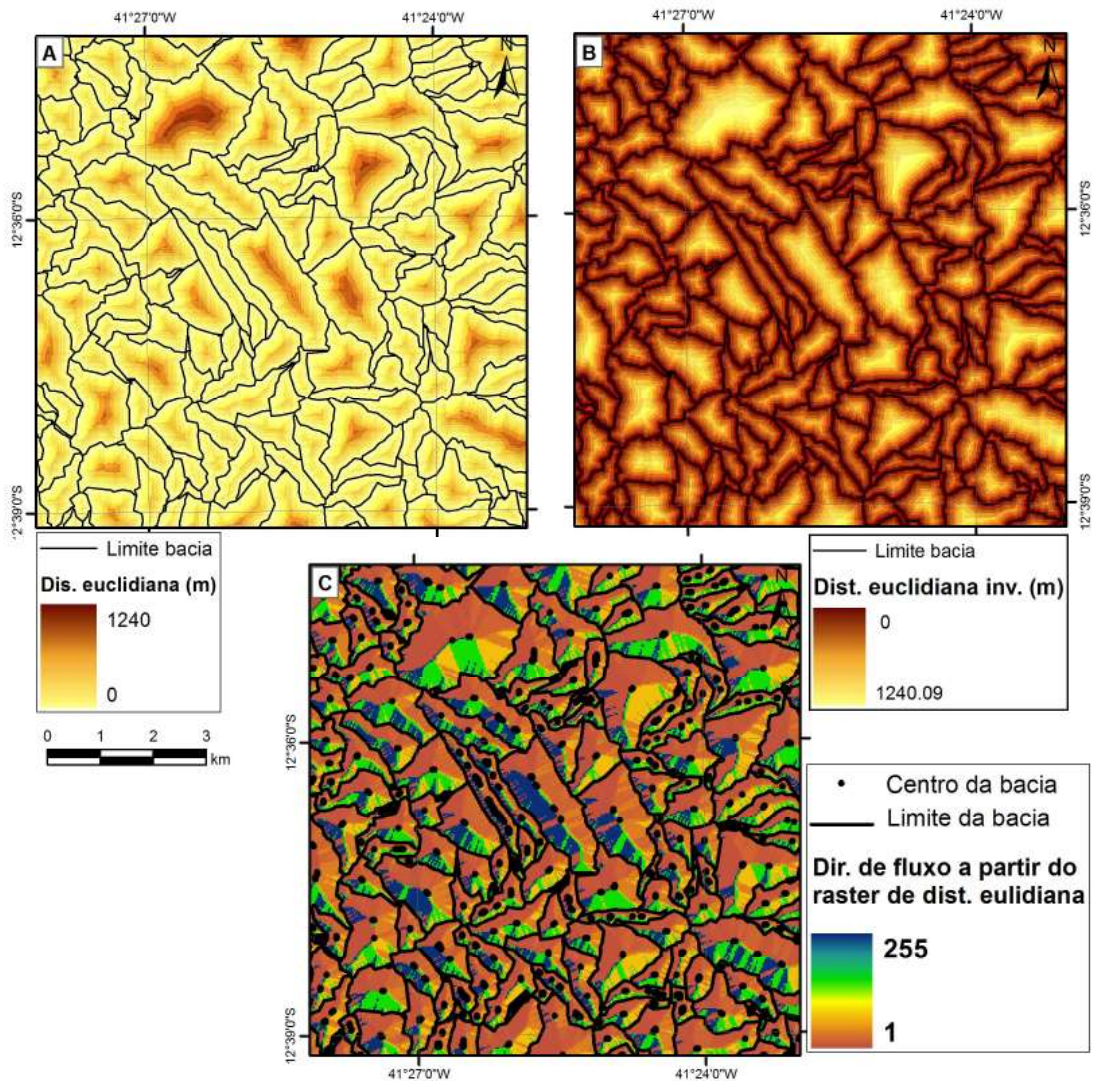 41°27'0"W
41°24'0"W
41°27'0"W
41°24'0"W
A
N
B
N
12°36'0"S
12°36'0"S
2°39'0"S
12°39'0"S
Limite bacia
Dis. euclidiana (m)
1240
0
0 1 2 3
km
Limite bacia
Dist. euclidiana inv. (m)
0
1240.09
C
N
12°36'0"S
12°39'0"S
41°27'0"W
41°24'0"W
Centro da bacia
Limite da bacia
Dir. de fluxo a partir do
raster de dist. eulidiana
255
1